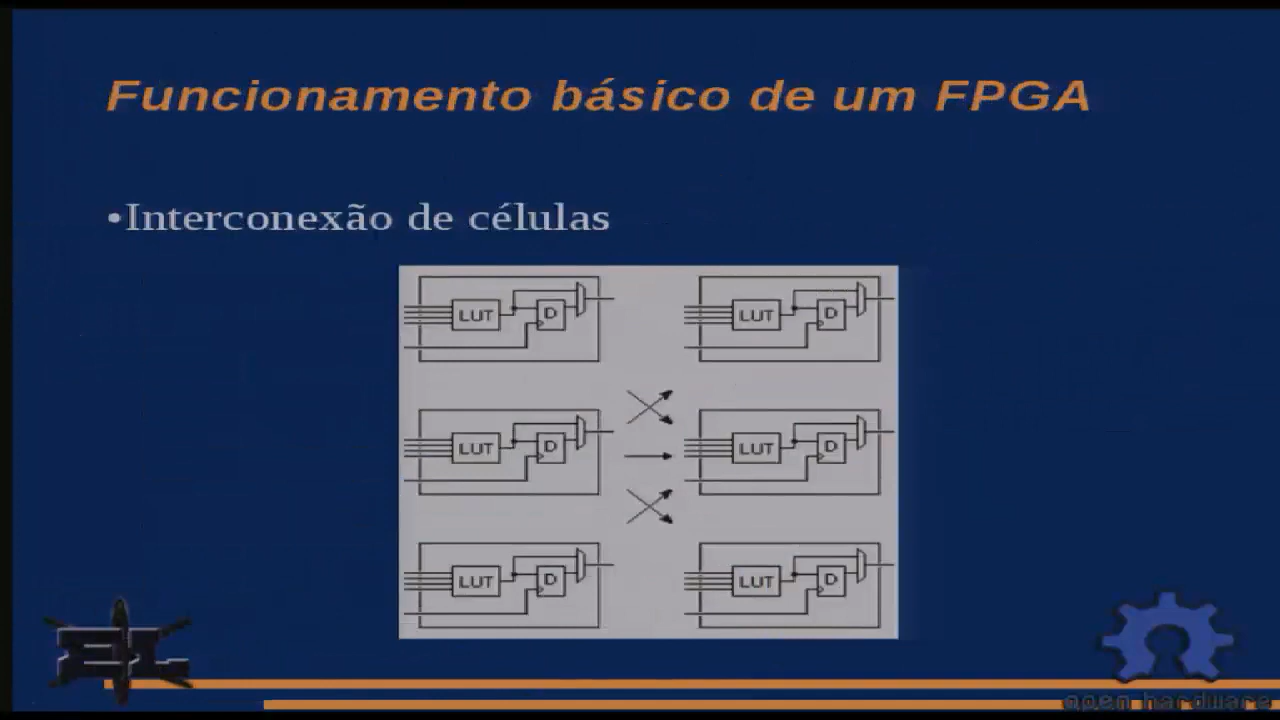 Funcionamento básico de um FPGA
•Interconexão de células
LUT D LUT D
LUT D LUT D
LUT D LUT D
open hardware